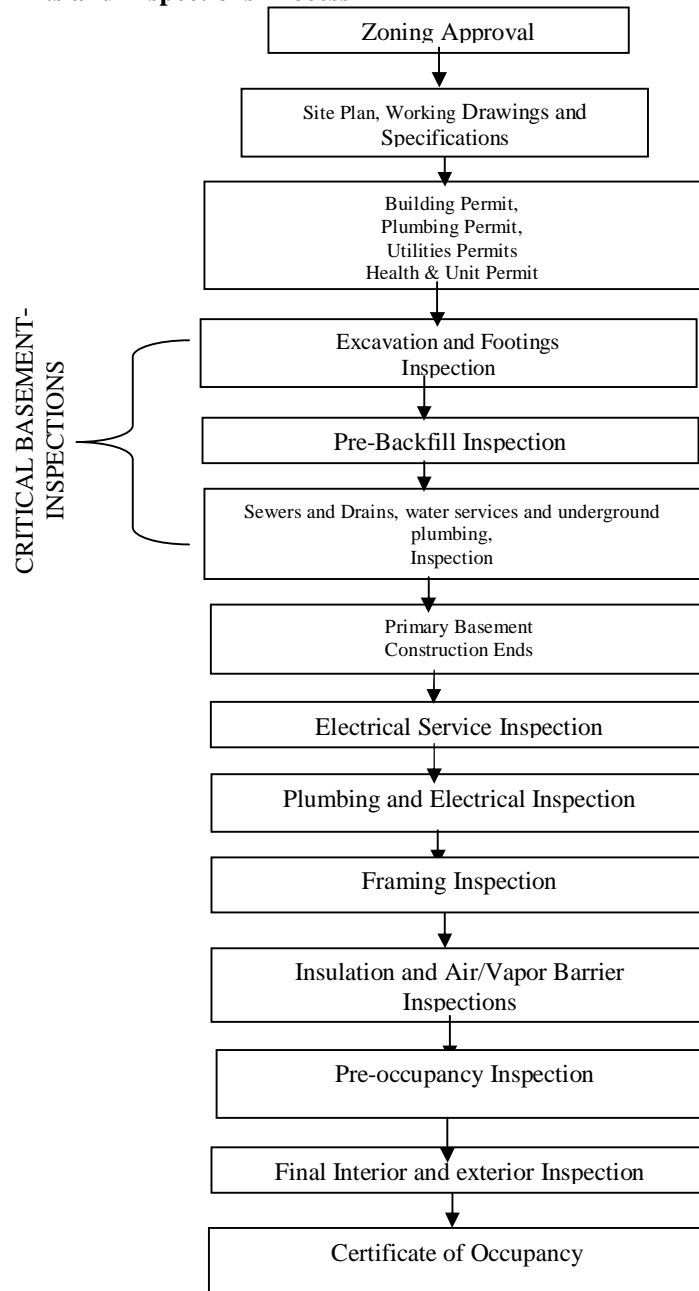 and Inspections Process
Zoning Approval
Site Plan, Working Drawings and
Specifications
Building Permit,
Plumbing Permit,
Utilities Permits
Health & Unit Permit
CRITICAL BASEMENT-
INSPECTIONS
Excavation and Footings
Inspection
Pre-Backfill Inspection
Sewers and Drains, water services and underground
plumbing,
Inspection
Primary Basement
Construction Ends
Electrical Service Inspection
Plumbing and Electrical Inspection
Framing Inspection
Insulation and Air/Vapor Barrier
Inspections
Pre-occupancy Inspection
Final Interior and exterior Inspection
Certificate of Occupancy